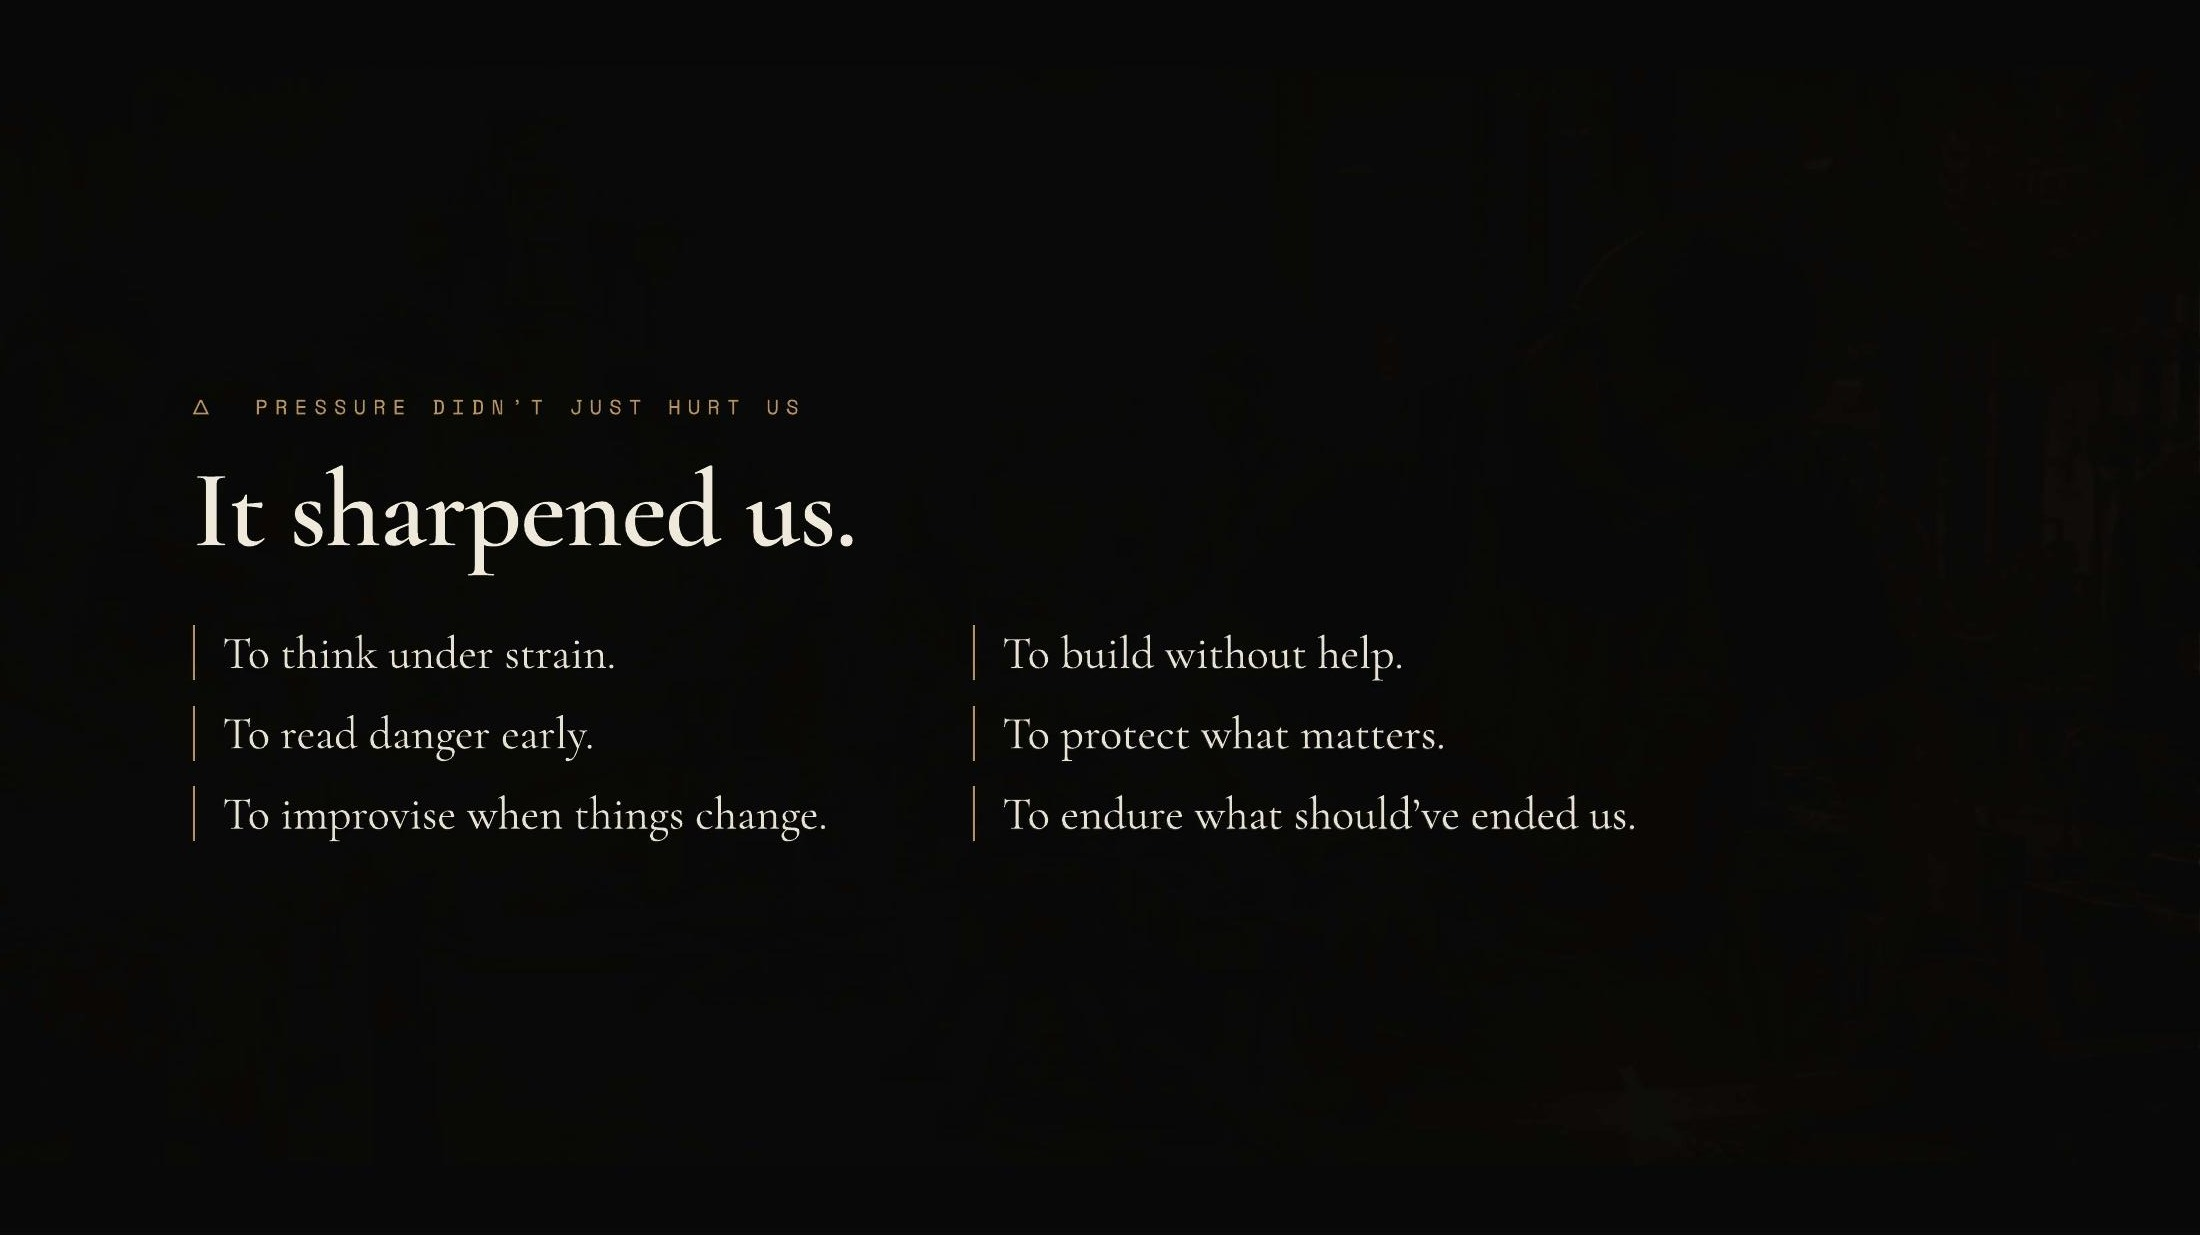 △ PRESSURE DIDN’T JUST HURT US
It sharpened us.
To think under strain.
To read danger early.
To improvise when things change.
To build without help.
To protect what matters.
To endure what should’ve ended us.